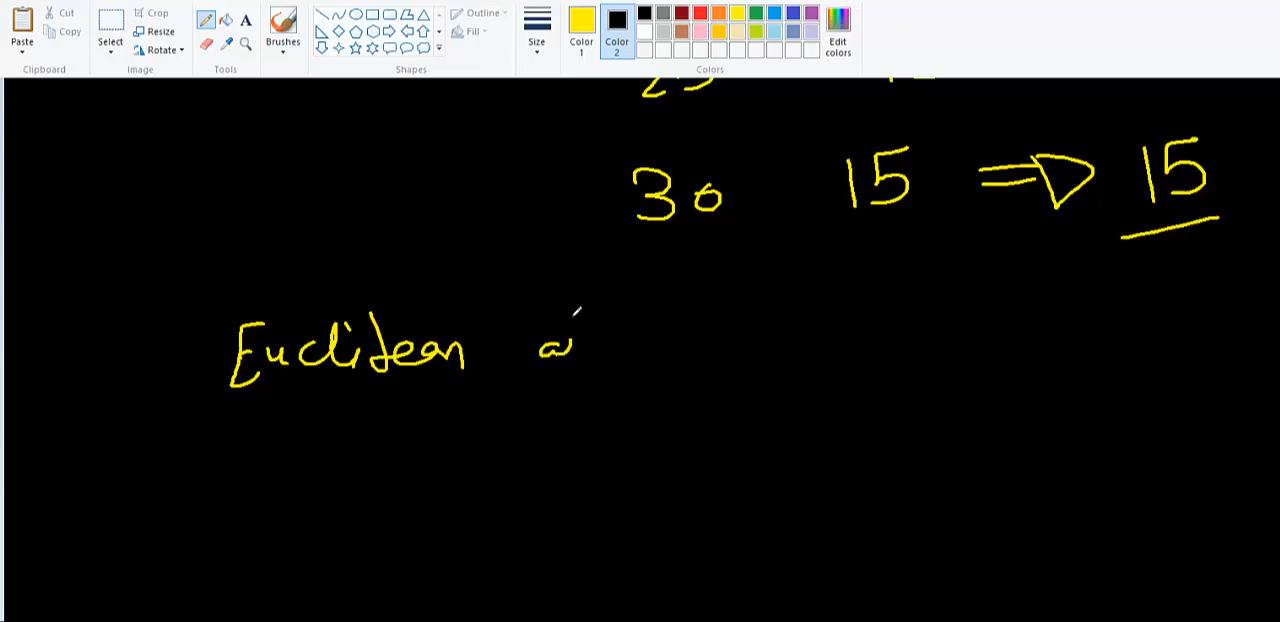 Cut
Copy
Paste
Clipboard
Select
Crop
Resize
Rotate
Image
A
Tools
Brushes
Shapes
Outline
Fill
Size
Color 1
Color 2
Colors
Edit colors
30 15 ⇒ 15
Euclidean a